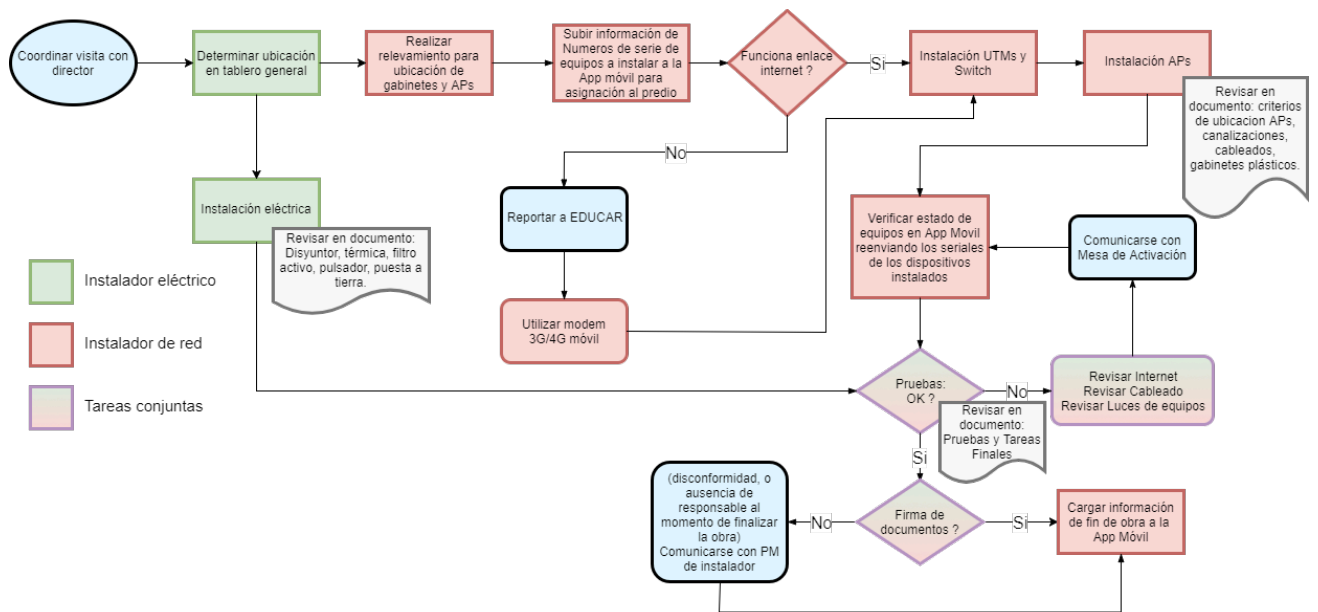 Coordinar visita con
director
Determinar ubicación
en tablero general
Realizar
relevamiento para
ubicación de
gabinetes y APs
Subir información de
Numeros de serie de
equipos a instalar a la
App móvil para
asignación al predio
Funciona enlace
internet ?
Si
Instalación UTMs y
Switch
Instalación APs
Revisar en
documento: criterios
de ubicacion APs,
canalizaciones,
cableados,
gabinetes plásticos.
No
Instalación eléctrica
Revisar en documento:
Disyuntor, térmica, filtro
activo, pulsador, puesta a
tierra.
Reportar a EDUCAR
Utilizar modem
3G/4G móvil
Verificar estado de
equipos en App Movil
reenviando los seriales
de los dispositivos
instalados
Comunicarse con
Mesa de Activación
Instalador eléctrico
Instalador de red
Tareas conjuntas
Pruebas:
OK ?
No
Revisar Internet
Revisar Cableado
Revisar Luces de equipos
Revisar en
documento:
Pruebas y Tareas
Finales
Si
(disconformidad, o
ausencia de
responsable al
momento de finalizar
la obra)
Comunicarse con PM
de instalador
No
Firma de
documentos ?
Si
Cargar información
de fin de obra a la
App Móvil